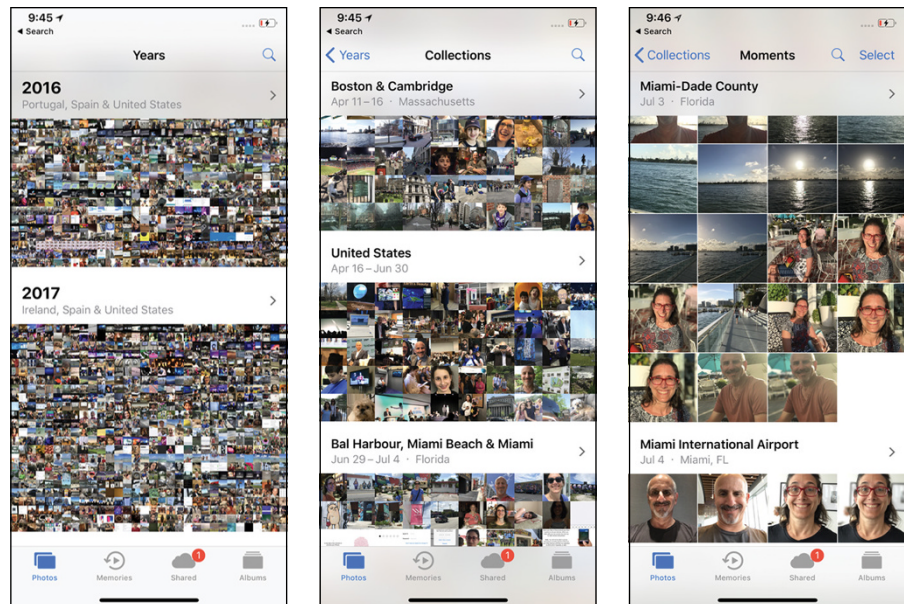 9:45
Search
Years
2016
Portugal, Spain & United States
2017
Ireland, Spain & United States
Photos
Memories
1
Shared
Albums
9:45
Search
Years
Collections
Boston & Cambridge
Apr 11–16 · Massachusetts
United States
Apr 16–Jun 30
Bal Harbour, Miami Beach & Miami
Jun 29–Jul 4 · Florida
Photos
Memories
1
Shared
Albums
9:46
Search
Collections
Moments
Select
Miami-Dade County
Jul 3 · Florida
Miami International Airport
Jul 4 · Miami, FL
Photos
Memories
1
Shared
Albums